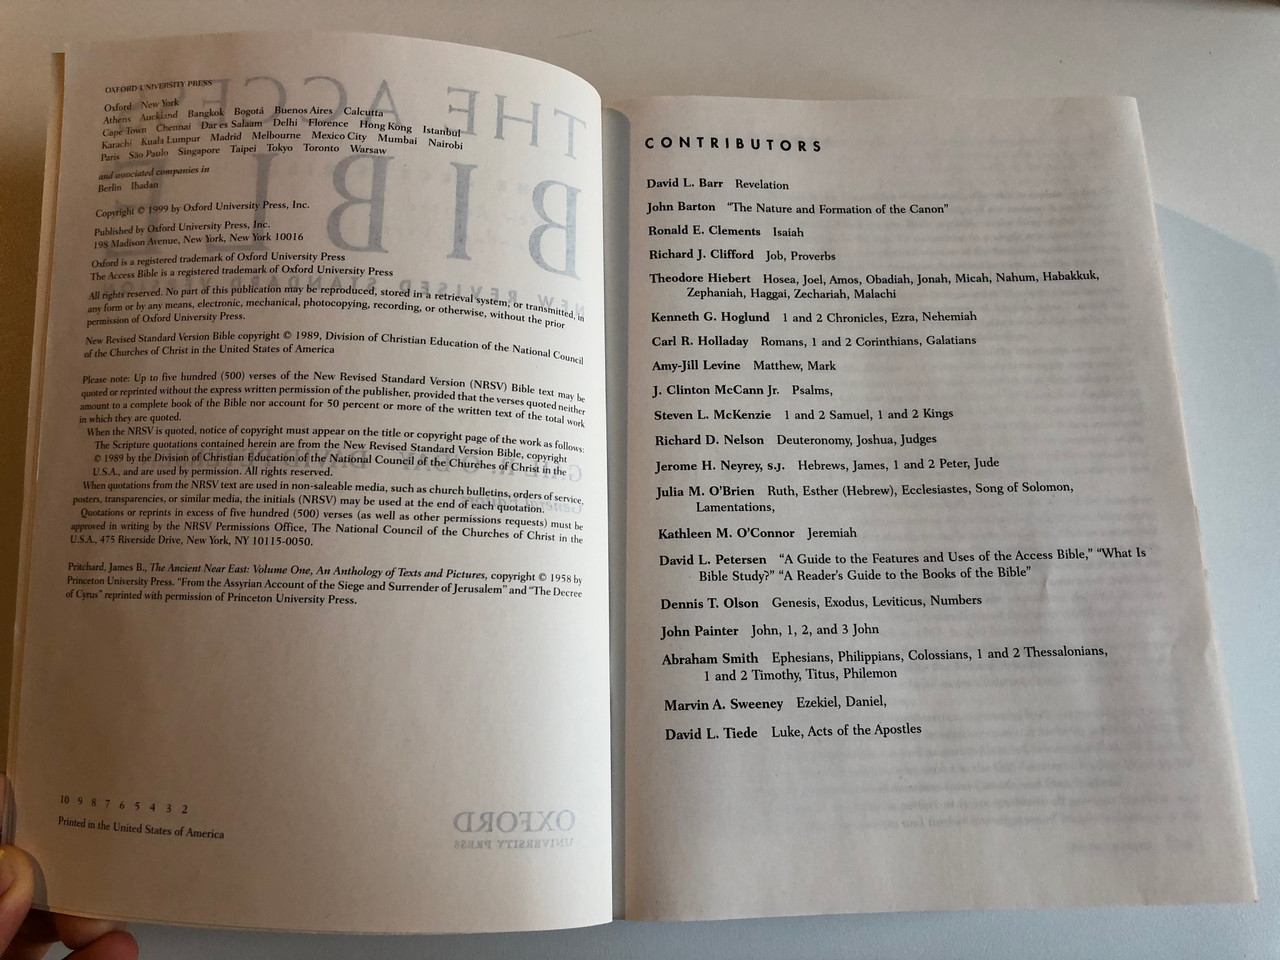 OXFORD UNIVERSITY PRESS
Oxford New York
Athens Auckland Bangkok Bogotá Buenos Aires Calcutta
Cape Town Chennai Dar es Salaam Delhi Florence Hong Kong Istanbul
Karachi Kuala Lumpur Madrid Melbourne Mexico City Mumbai Nairobi
Paris São Paulo Singapore Taipei Tokyo Toronto Warsaw
and associated companies in
Berlin Ibadan
Copyright © 1999 by Oxford University Press, Inc.
Published by Oxford University Press, Inc.
198 Madison Avenue, New York, New York 10016
Oxford is a registered trademark of Oxford University Press
The Access Bible is a registered trademark of Oxford University Press
All rights reserved. No part of this publication may be reproduced, stored in a retrieval system, or transmitted, in
any form or by any means, electronic, mechanical, photocopying, recording, or otherwise, without the prior
permission of Oxford University Press.
New Revised Standard Version Bible copyright © 1989, Division of Christian Education of the National Council
of the Churches of Christ in the United States of America
Please note: Up to five hundred (500) verses of the New Revised Standard Version (NRSV) Bible text may be
quoted or reprinted without the express written permission of the publisher, provided that the verses quoted neither
amount to a complete book of the Bible nor account for 50 percent or more of the written text of the total work
in which they are quoted.
When the NRSV is quoted, notice of copyright must appear on the title or copyright page of the work as follows:
The Scripture quotations contained herein are from the New Revised Standard Version Bible, copyright
© 1989 by the Division of Christian Education of the National Council of the Churches of Christ in the
U.S.A., and are used by permission. All rights reserved.
When quotations from the NRSV text are used in non-saleable media, such as church bulletins, orders of service,
posters, transparencies, or similar media, the initials (NRSV) may be used at the end of each quotation.
Quotations or reprints in excess of five hundred (500) verses (as well as other permissions requests) must be
approved in writing by the NRSV Permissions Office, The National Council of the Churches of Christ in the
U.S.A., 475 Riverside Drive, New York, NY 10115-0050.
Pritchard, James B., The Ancient Near East: Volume One, An Anthology of Texts and Pictures, copyright © 1958 by
Princeton University Press. "From the Assyrian Account of the Siege and Surrender of Jerusalem" and "The Decree
of Cyrus" reprinted with permission of Princeton University Press.
10 9 8 7 6 5 4 3 2
Printed in the United States of America
CONTRIBUTORS
David L. Barr Revelation
John Barton "The Nature and Formation of the Canon"
Ronald E. Clements Isaiah
Richard J. Clifford Job, Proverbs
Theodore Hiebert Hosea, Joel, Amos, Obadiah, Jonah, Micah, Nahum, Habakkuk,
Zephaniah, Haggai, Zechariah, Malachi
Kenneth G. Hoglund 1 and 2 Chronicles, Ezra, Nehemiah
Carl R. Holladay Romans, 1 and 2 Corinthians, Galatians
Amy-Jill Levine Matthew, Mark
J. Clinton McCann Jr. Psalms,
Steven L. McKenzie 1 and 2 Samuel, 1 and 2 Kings
Richard D. Nelson Deuteronomy, Joshua, Judges
Jerome H. Neyrey, S.J. Hebrews, James, 1 and 2 Peter, Jude
Julia M. O'Brien Ruth, Esther (Hebrew), Ecclesiastes, Song of Solomon,
Lamentations,
Kathleen M. O'Connor Jeremiah
David L. Petersen "A Guide to the Features and Uses of the Access Bible," "What Is
Bible Study?" "A Reader's Guide to the Books of the Bible"
Dennis T. Olson Genesis, Exodus, Leviticus, Numbers
John Painter John, 1, 2, and 3 John
Abraham Smith Ephesians, Philippians, Colossians, 1 and 2 Thessalonians,
1 and 2 Timothy, Titus, Philemon
Marvin A. Sweeney Ezekiel, Daniel,
David L. Tiede Luke, Acts of the Apostles